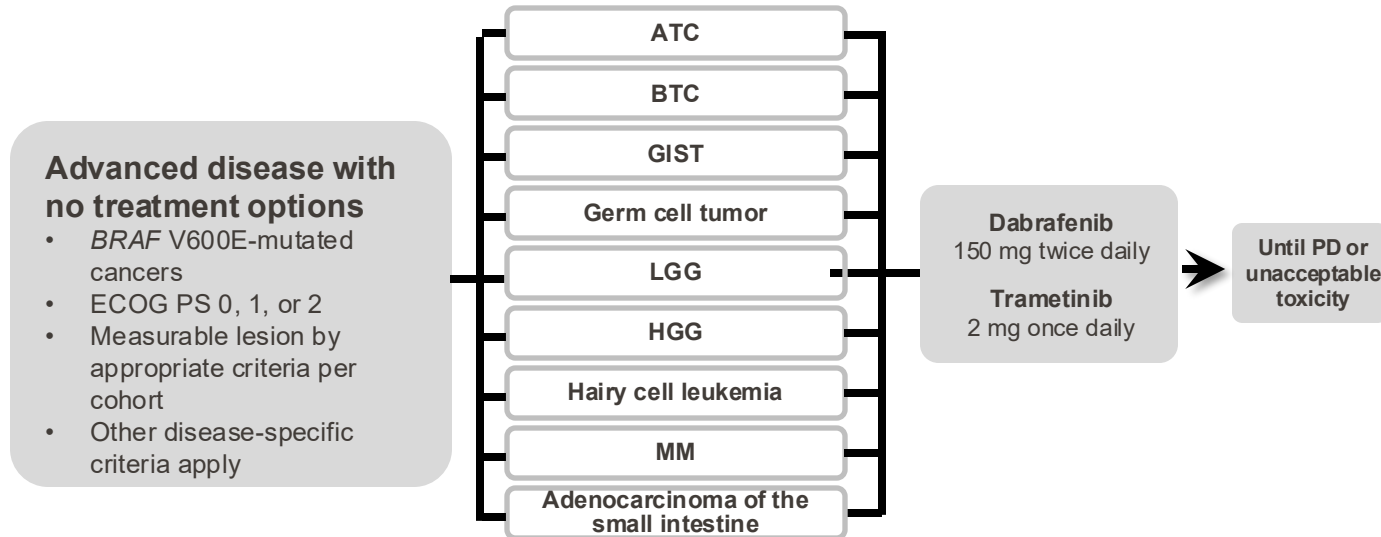 Advanced disease with
no treatment options
• BRAF V600E-mutated
cancers
• ECOG PS 0, 1, or 2
• Measurable lesion by
appropriate criteria per
cohort
• Other disease-specific
criteria apply
ATC
BTC
GIST
Germ cell tumor
LGG
HGG
Hairy cell leukemia
MM
Adenocarcinoma of the
small intestine
Dabrafenib
150 mg twice daily
Trametinib
2 mg once daily
Until PD or
unacceptable
toxicity